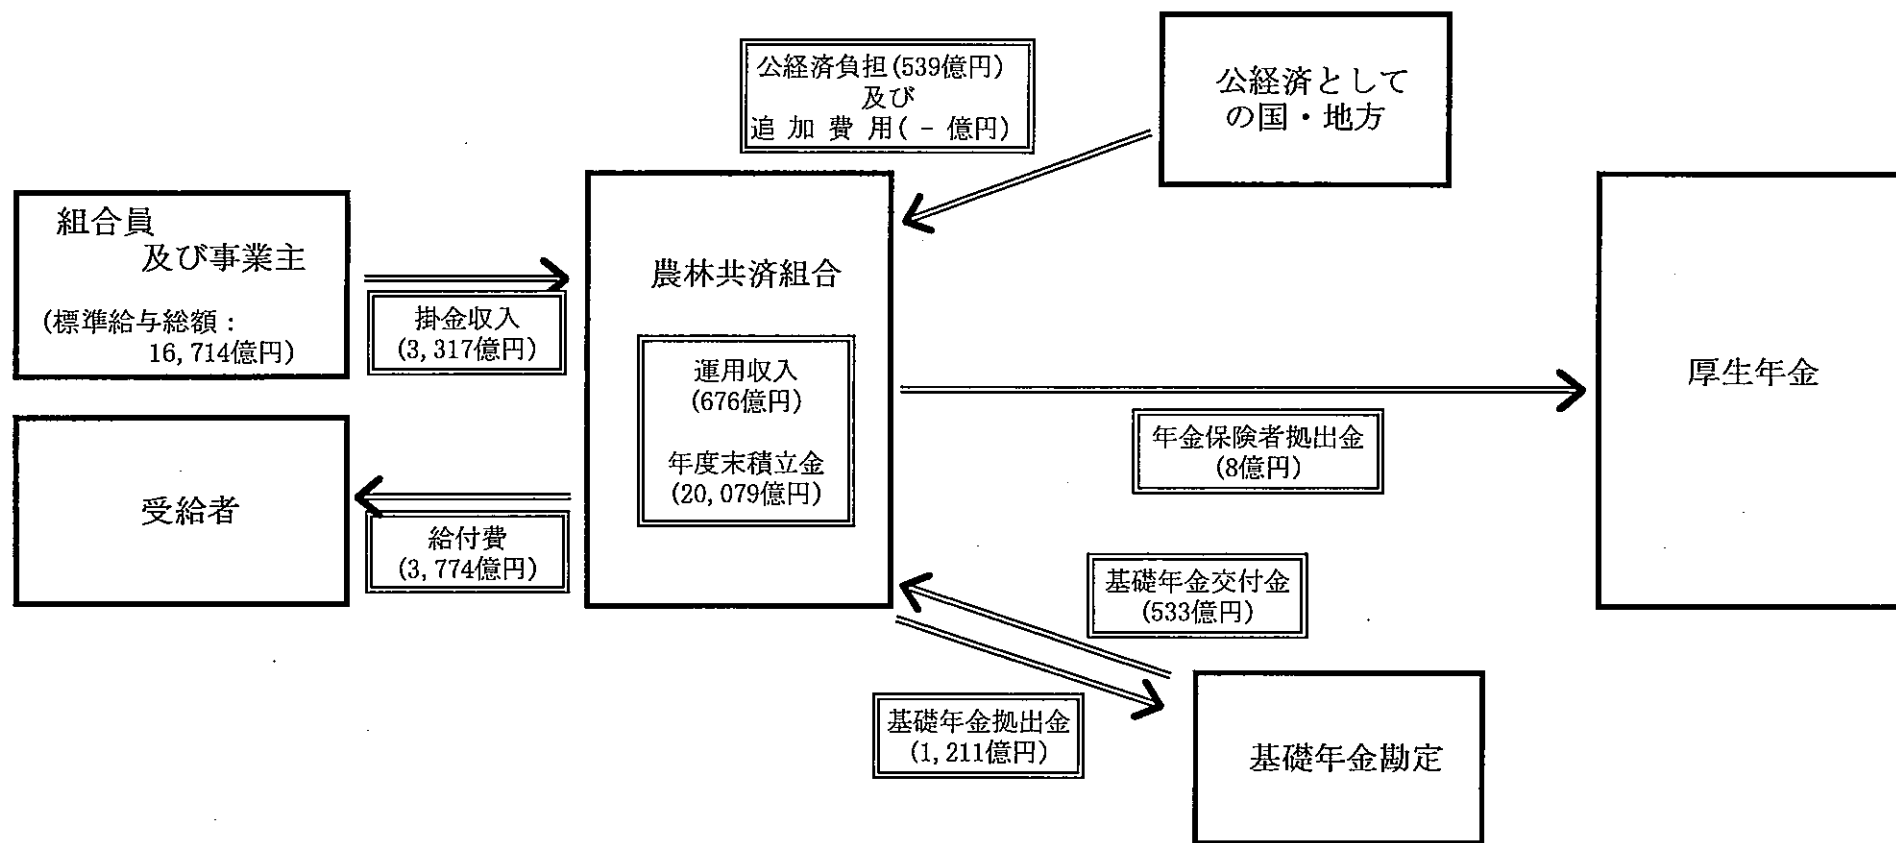 公経済負担(539億円)
及び
追加費用(-億円)
公経済として
の国・地方
組合員
及び事業主
(標準給与総額:
16,714億円)
掛金収入
(3,317億円)
農林共済組合
運用収入
(676億円)
年度末積立金
(20,079億円)
厚生年金
年金保険者拠出金
(8億円)
受給者
給付費
(3,774億円)
基礎年金交付金
(533億円)
基礎年金拠出金
(1,211億円)
基礎年金勘定